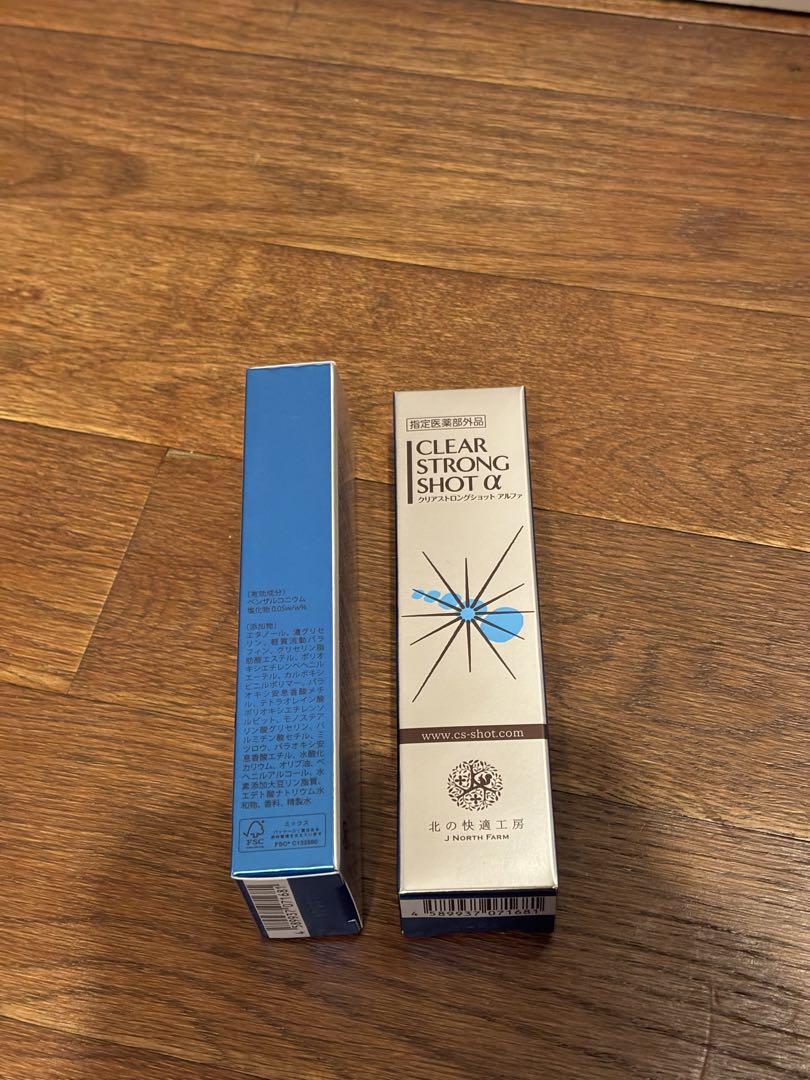 〔有効成分〕
ベンザルコニウム
塩化物 0.05w/w%
〔添加物〕
エタノール、濃グリセ
リン、軽質流動パラ
フィン、グリセリン脂
肪酸エステル、ポリオ
キシエチレンベヘニル
エーテル、カルボキシ
ビニルポリマー、パラ
オキシ安息香酸メチ
ル、テトラオレイン酸
ポリオキシエチレンソ
ルビット、モノステア
リン酸グリセリン、パ
ルミチン酸セチル、ミ
ツロウ、パラオキシ安
息香酸エチル、水酸化
カリウム、オリブ油、ベ
ヘニルアルコール、水
素添加大豆リン脂質、
エデト酸ナトリウム水
和物、香料、精製水
FSC
ミックス
FSC® C132880
4 589937 071681
指定医薬部外品
CLEAR
STRONG
SHOT α
クリアストロングショット アルファ
www.cs-shot.com
北の快適工房
J NORTH FARM
4 589937 071681